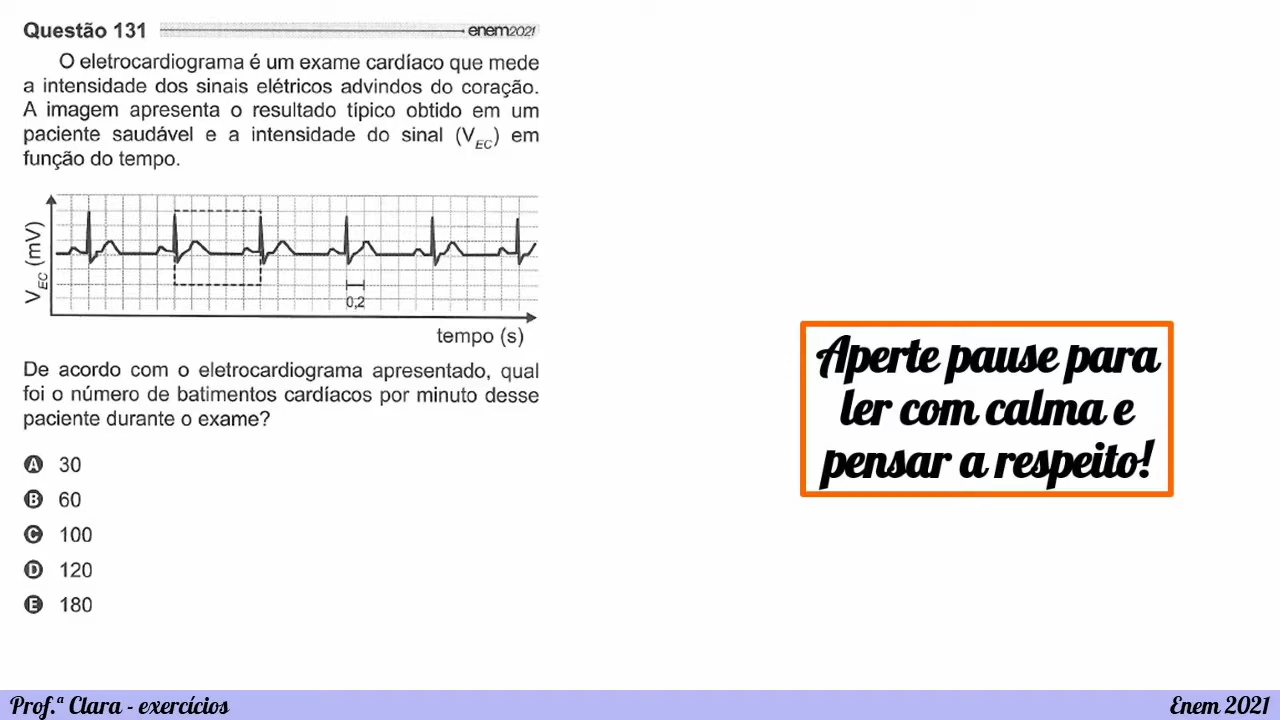 Questão 131
enem2021
O eletrocardiograma é um exame cardíaco que mede
a intensidade dos sinais elétricos advindos do coração.
A imagem apresenta o resultado típico obtido em um
paciente saudável e a intensidade do sinal (V_EC) em
função do tempo.
V_EC (mV)
0,2
tempo (s)
De acordo com o eletrocardiograma apresentado, qual
foi o número de batimentos cardíacos por minuto desse
paciente durante o exame?
A 30
B 60
C 100
D 120
E 180
Aperte pause para
ler com calma e
pensar a respeito!
Prof.ª Clara - exercícios
Enem 2021